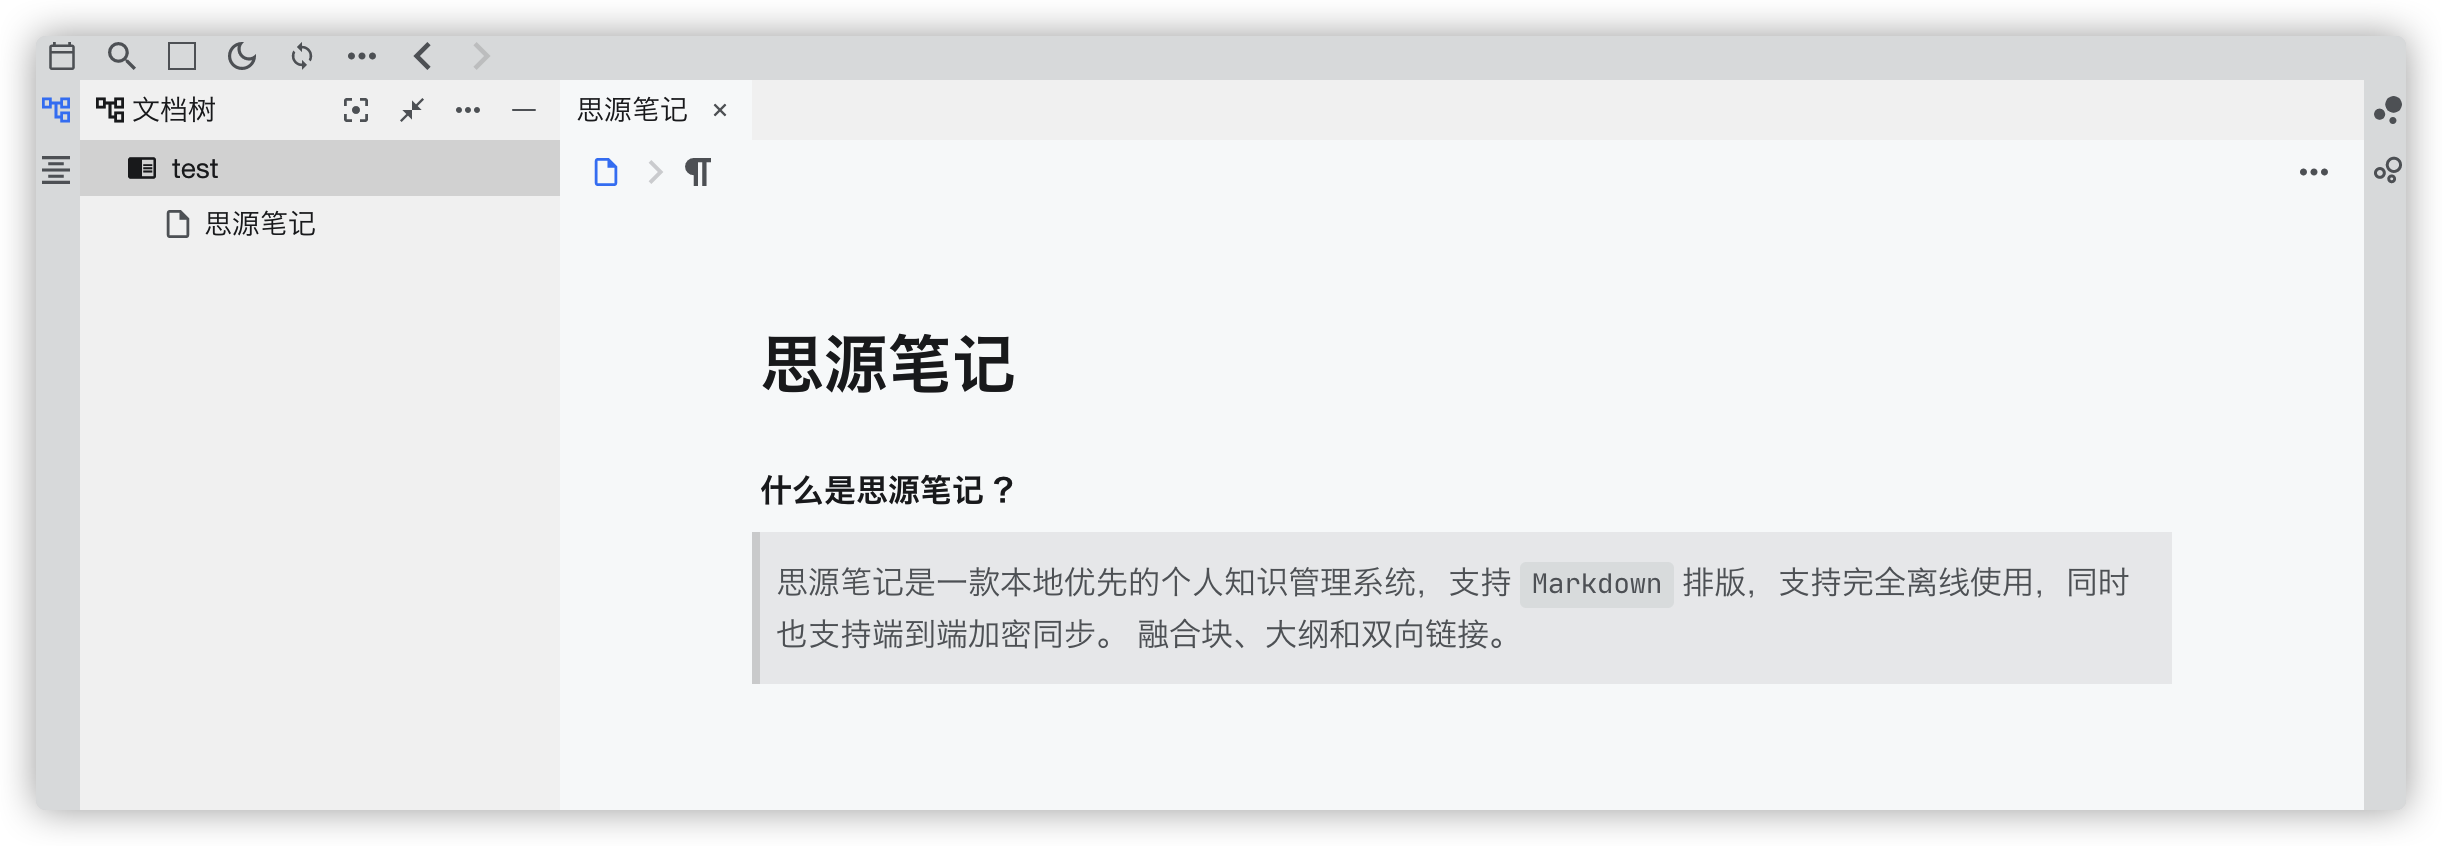 文档树
思源笔记
test
思源笔记
思源笔记
什么是思源笔记？
思源笔记是一款本地优先的个人知识管理系统，支持 Markdown 排版，支持完全离线使用，同时
也支持端到端加密同步。 融合块、大纲和双向链接。